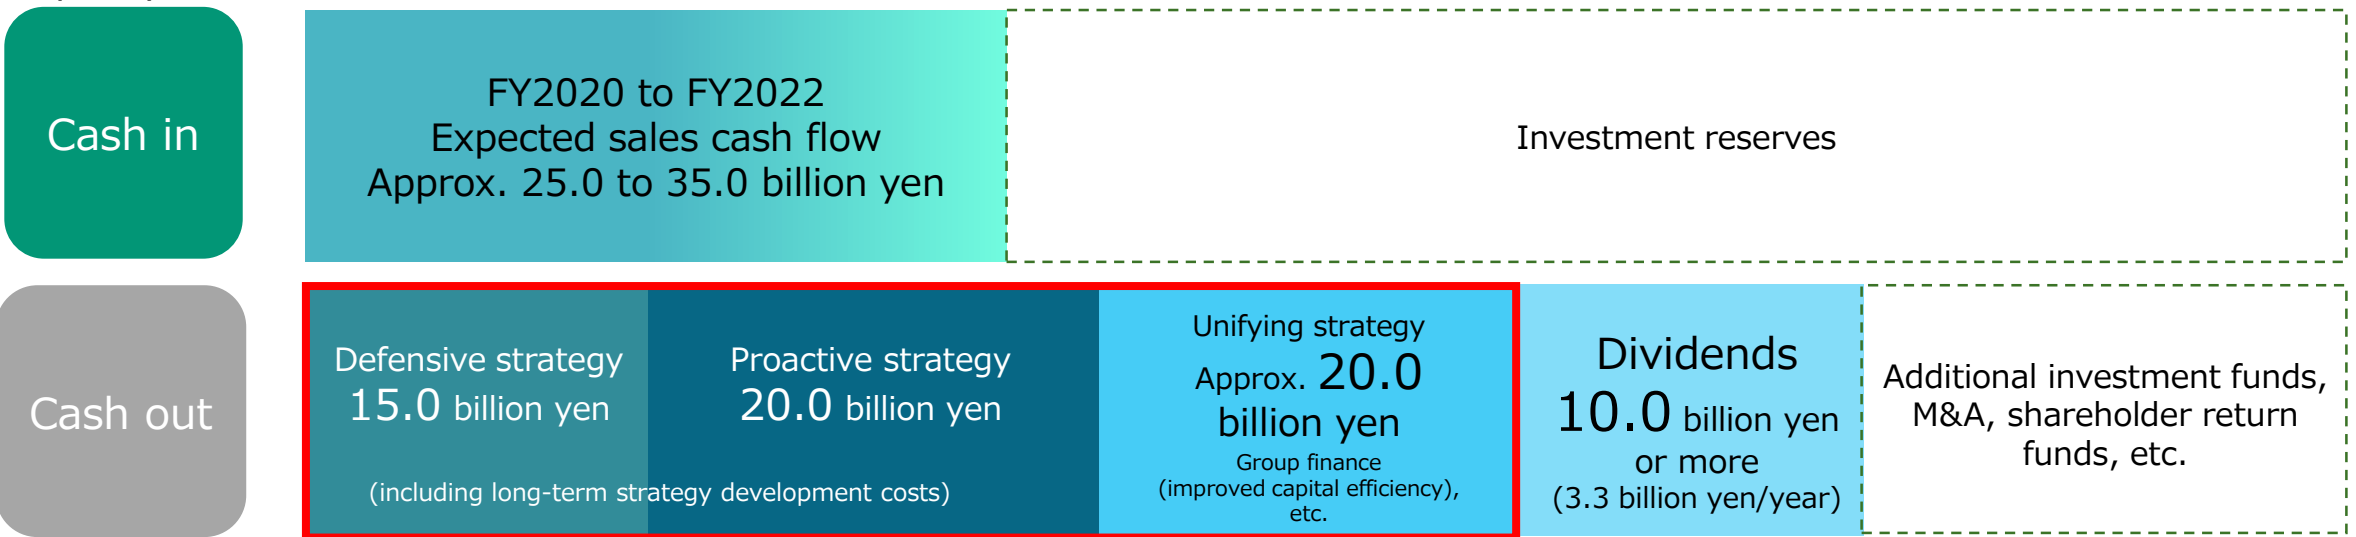 Cash in
FY2020 to FY2022
Expected sales cash flow
Approx. 25.0 to 35.0 billion yen
Investment reserves
Cash out
Defensive strategy
15.0 billion yen
Proactive strategy
20.0 billion yen
(including long-term strategy development costs)
Unifying strategy
Approx. 20.0
billion yen
Group finance
(improved capital efficiency),
etc.
Dividends
10.0 billion yen
or more
(3.3 billion yen/year)
Additional investment funds,
M&A, shareholder return
funds, etc.